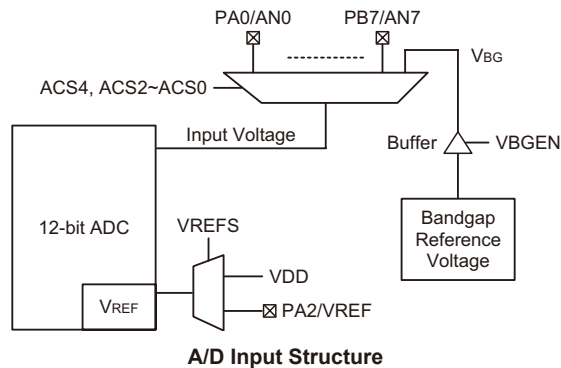 PA0/AN0
PB7/AN7
VBG
ACS4, ACS2~ACS0
Input Voltage
Buffer
VBGEN
12-bit ADC
VREFS
Bandgap
Reference
Voltage
VDD
VREF
PA2/VREF
A/D Input Structure